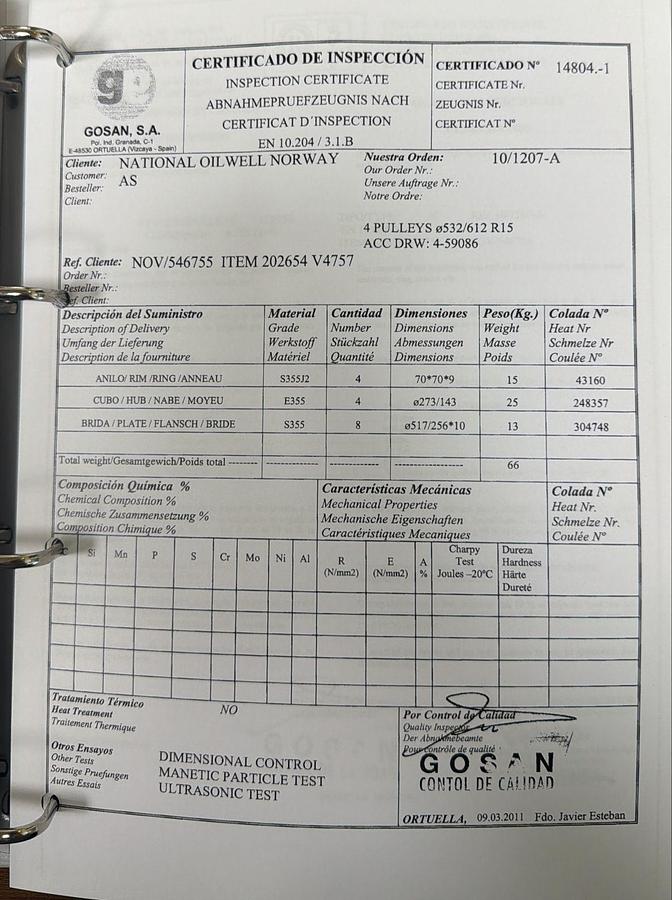 go
GOSAN, S.A.
Pol. Ind. Granada, C-1
E-48530 ORTUELLA (Vizcaya - Spain)
CERTIFICADO DE INSPECCIÓN
INSPECTION CERTIFICATE
ABNAHMEPRUEFZEUGNIS NACH
CERTIFICAT D´INSPECTION
EN 10.204 / 3.1.B
CERTIFICADO Nº 14804.-1
CERTIFICATE Nr.
ZEUGNIS Nr.
CERTIFICAT Nº
Cliente: NATIONAL OILWELL NORWAY
Customer: AS
Besteller:
Client:
Nuestra Orden: 10/1207-A
Our Order Nr.:
Unsere Auftrage Nr.:
Notre Ordre:
4 PULLEYS ø532/612 R15
ACC DRW: 4-59086
Ref. Cliente: NOV/546755 ITEM 202654 V4757
Order Nr.:
Besteller Nr.:
Ref. Client:
Descripción del Suministro Material Cantidad Dimensiones Peso(Kg.) Colada Nº
Description of Delivery Grade Number Dimensions Weight Heat Nr
Umfang der Lieferung Werkstoff Stückzahl Abmessungen Masse Schmelze Nr
Description de la fourniture Matériel Quantité Dimensions Poids Coulée Nº
ANILO/ RIM /RING /ANNEAU S355J2 4 70*70*9 15 43160
CUBO / HUB / NABE / MOYEU E355 4 ø273/143 25 248357
BRIDA / PLATE / FLANSCH / BRIDE S355 8 ø517/256*10 13 304748
Total weight/Gesamtgewich/Poids total -------- -------------- ------------- ------------------ 66
Composición Química % Características Mecánicas Colada Nº
Chemical Composition % Mechanical Properties Heat Nr.
Chemische Zusammensetzung % Mechanische Eigenschaften Schmelze Nr.
Composition Chimique % Caractéristiques Mecaniques Coulée Nº
C Si Mn P S Cr Mo Ni Al R (N/mm2) E (N/mm2) A % Charpy Test Joules –20ºC Dureza Hardness Härte Dureté
Tratamiento Térmico NO
Heat Treatment
Traitement Thermique
Otros Ensayos
Other Tests
Sonstige Pruefungen
Autres Essais
DIMENSIONAL CONTROL
MANETIC PARTICLE TEST
ULTRASONIC TEST
Por Control de Calidad
Quality Inspector
Der Abnahmebeamte
Pour contrôle de qualité
GOSAN
CONTOL DE CALIDAD
ORTUELLA, 09.03.2011 Fdo. Javier Esteban